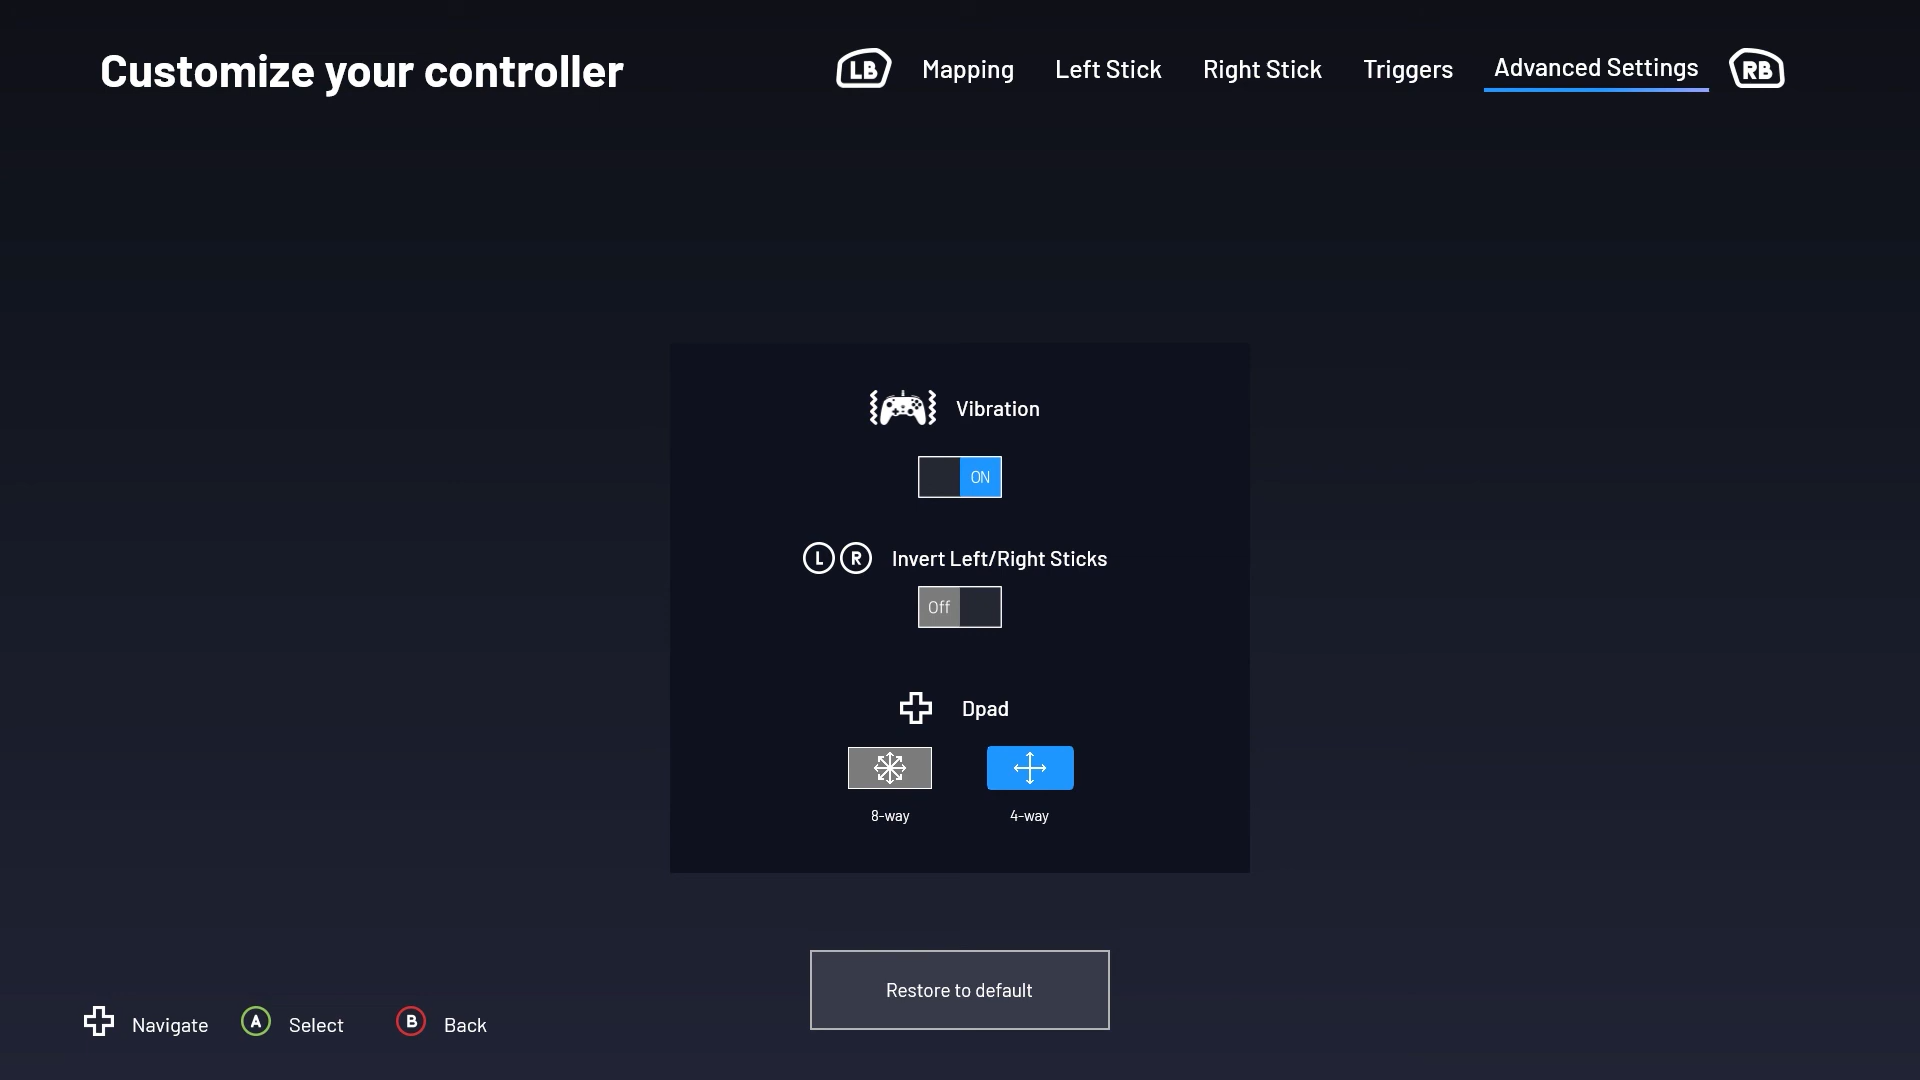 Customize your controller
LB Mapping Left Stick Right Stick Triggers Advanced Settings RB
Vibration
ON
L R Invert Left/Right Sticks
Off
Dpad
8-way 4-way
Restore to default
Navigate A Select B Back